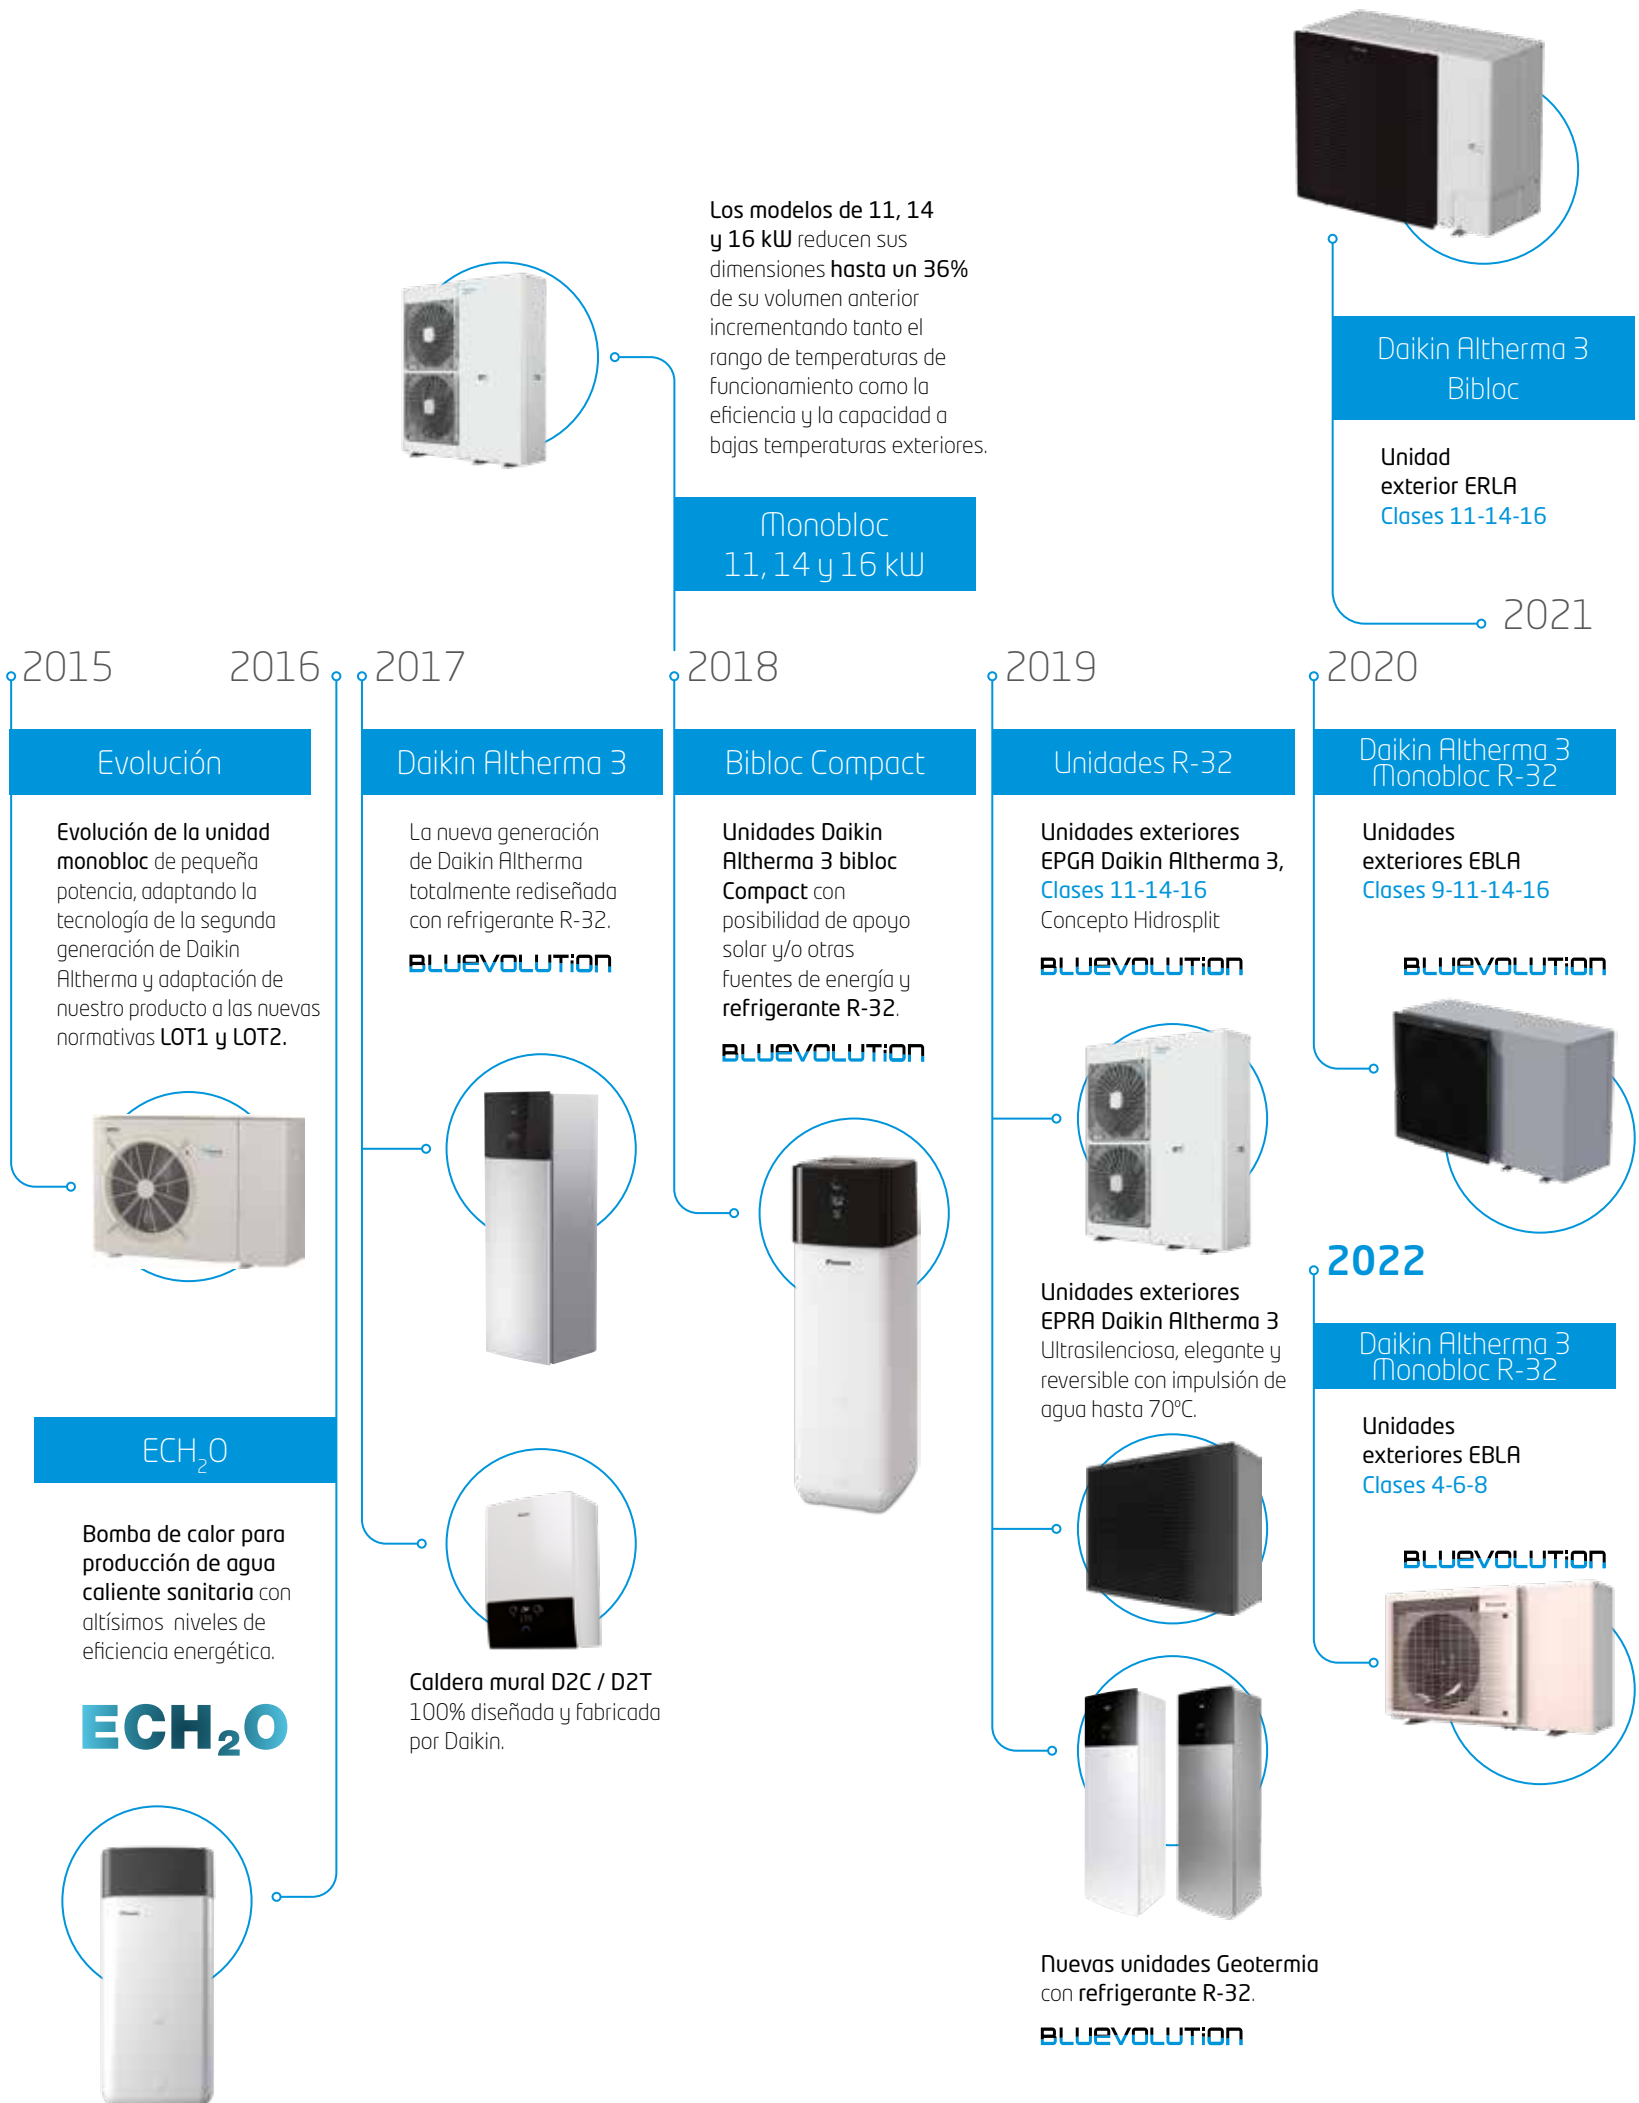 Los modelos de 11, 14
y 16 kW reducen sus
dimensiones hasta un 36%
de su volumen anterior
incrementando tanto el
rango de temperaturas de
funcionamiento como la
eficiencia y la capacidad a
bajas temperaturas exteriores.
Monobloc
11, 14 y 16 kW
Daikin Altherma 3
Bibloc
Unidad
exterior ERLA
Clases 11-14-16
2021
2015
Evolución
Evolución de la unidad
monobloc de pequeña
potencia, adaptando la
tecnología de la segunda
generación de Daikin
Altherma y adaptación de
nuestro producto a las nuevas
normativas LOT1 y LOT2.
2016
ECH₂O
Bomba de calor para
producción de agua
caliente sanitaria con
altísimos niveles de
eficiencia energética.
ECH₂O
2017
Daikin Altherma 3
La nueva generación
de Daikin Altherma
totalmente rediseñada
con refrigerante R-32.
BLUEVOLUTION
Caldera mural D2C / D2T
100% diseñada y fabricada
por Daikin.
2018
Bibloc Compact
Unidades Daikin
Altherma 3 bibloc
Compact con
posibilidad de apoyo
solar y/o otras
fuentes de energía y
refrigerante R-32.
BLUEVOLUTION
2019
Unidades R-32
Unidades exteriores
EPGA Daikin Altherma 3,
Clases 11-14-16
Concepto Hidrosplit
BLUEVOLUTION
Unidades exteriores
EPRA Daikin Altherma 3
Ultrasilenciosa, elegante y
reversible con impulsión de
agua hasta 70ºC.
Nuevas unidades Geotermia
con refrigerante R-32.
BLUEVOLUTION
2020
Daikin Altherma 3
Monobloc R-32
Unidades
exteriores EBLA
Clases 9-11-14-16
BLUEVOLUTION
2022
Daikin Altherma 3
Monobloc R-32
Unidades
exteriores EBLA
Clases 4-6-8
BLUEVOLUTION